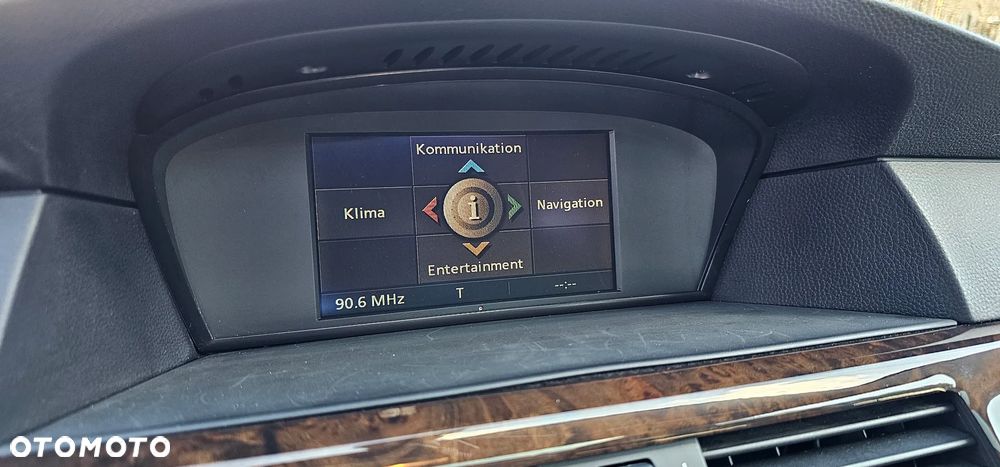 Kommunikation
Klima
i
Navigation
Entertainment
90.6 MHz
T
--:--
OTOMOTO